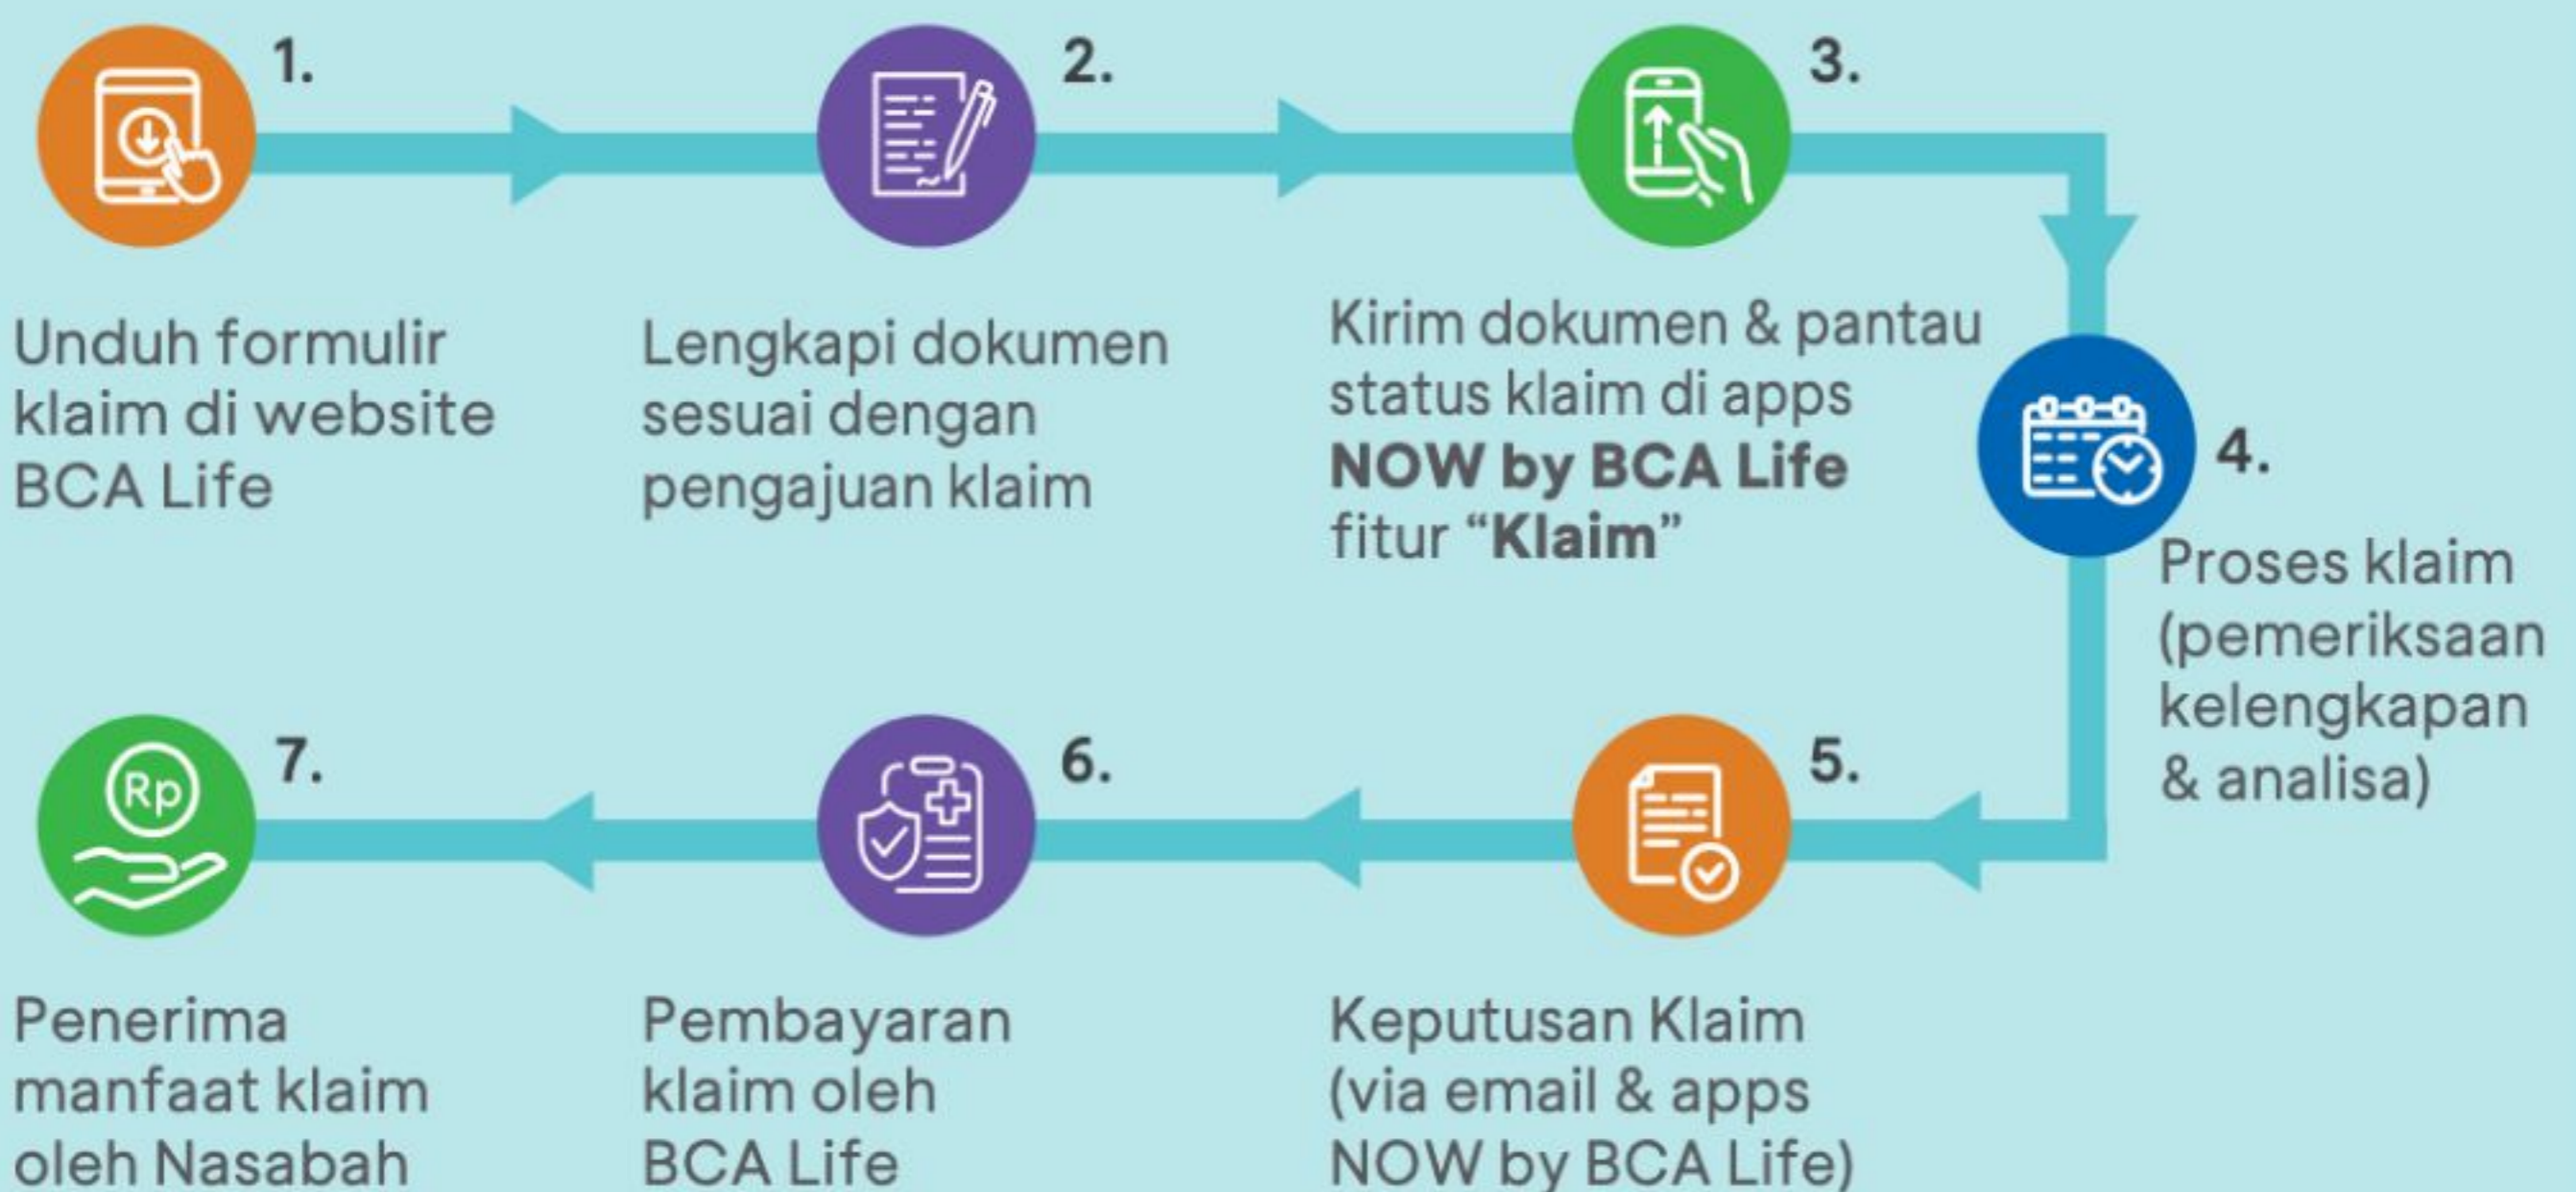 1.
Unduh formulir
klaim di website
BCA Life
2.
Lengkapi dokumen
sesuai dengan
pengajuan klaim
3.
Kirim dokumen & pantau
status klaim di apps
NOW by BCA Life
fitur “Klaim”
4.
Proses klaim
(pemeriksaan
kelengkapan
& analisa)
5.
Keputusan Klaim
(via email & apps
NOW by BCA Life)
6.
Pembayaran
klaim oleh
BCA Life
Rp
7.
Penerima
manfaat klaim
oleh Nasabah